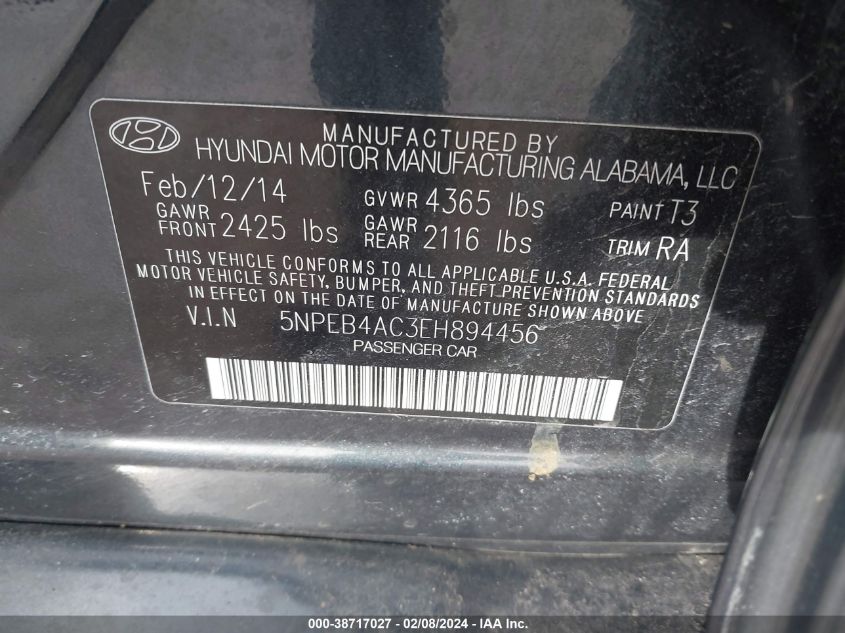 MANUFACTURED BY
HYUNDAI MOTOR MANUFACTURING ALABAMA, LLC
Feb/12/14 GVWR 4365 lbs PAINT T3
GAWR FRONT 2425 lbs GAWR REAR 2116 lbs TRIM RA
THIS VEHICLE CONFORMS TO ALL APPLICABLE U.S.A. FEDERAL
MOTOR VEHICLE SAFETY, BUMPER, AND THEFT PREVENTION STANDARDS
IN EFFECT ON THE DATE OF MANUFACTURE SHOWN ABOVE
V.I.N 5NPEB4AC3EH894456
PASSENGER CAR
000-38717027 - 02/08/2024 - IAAI, Inc.